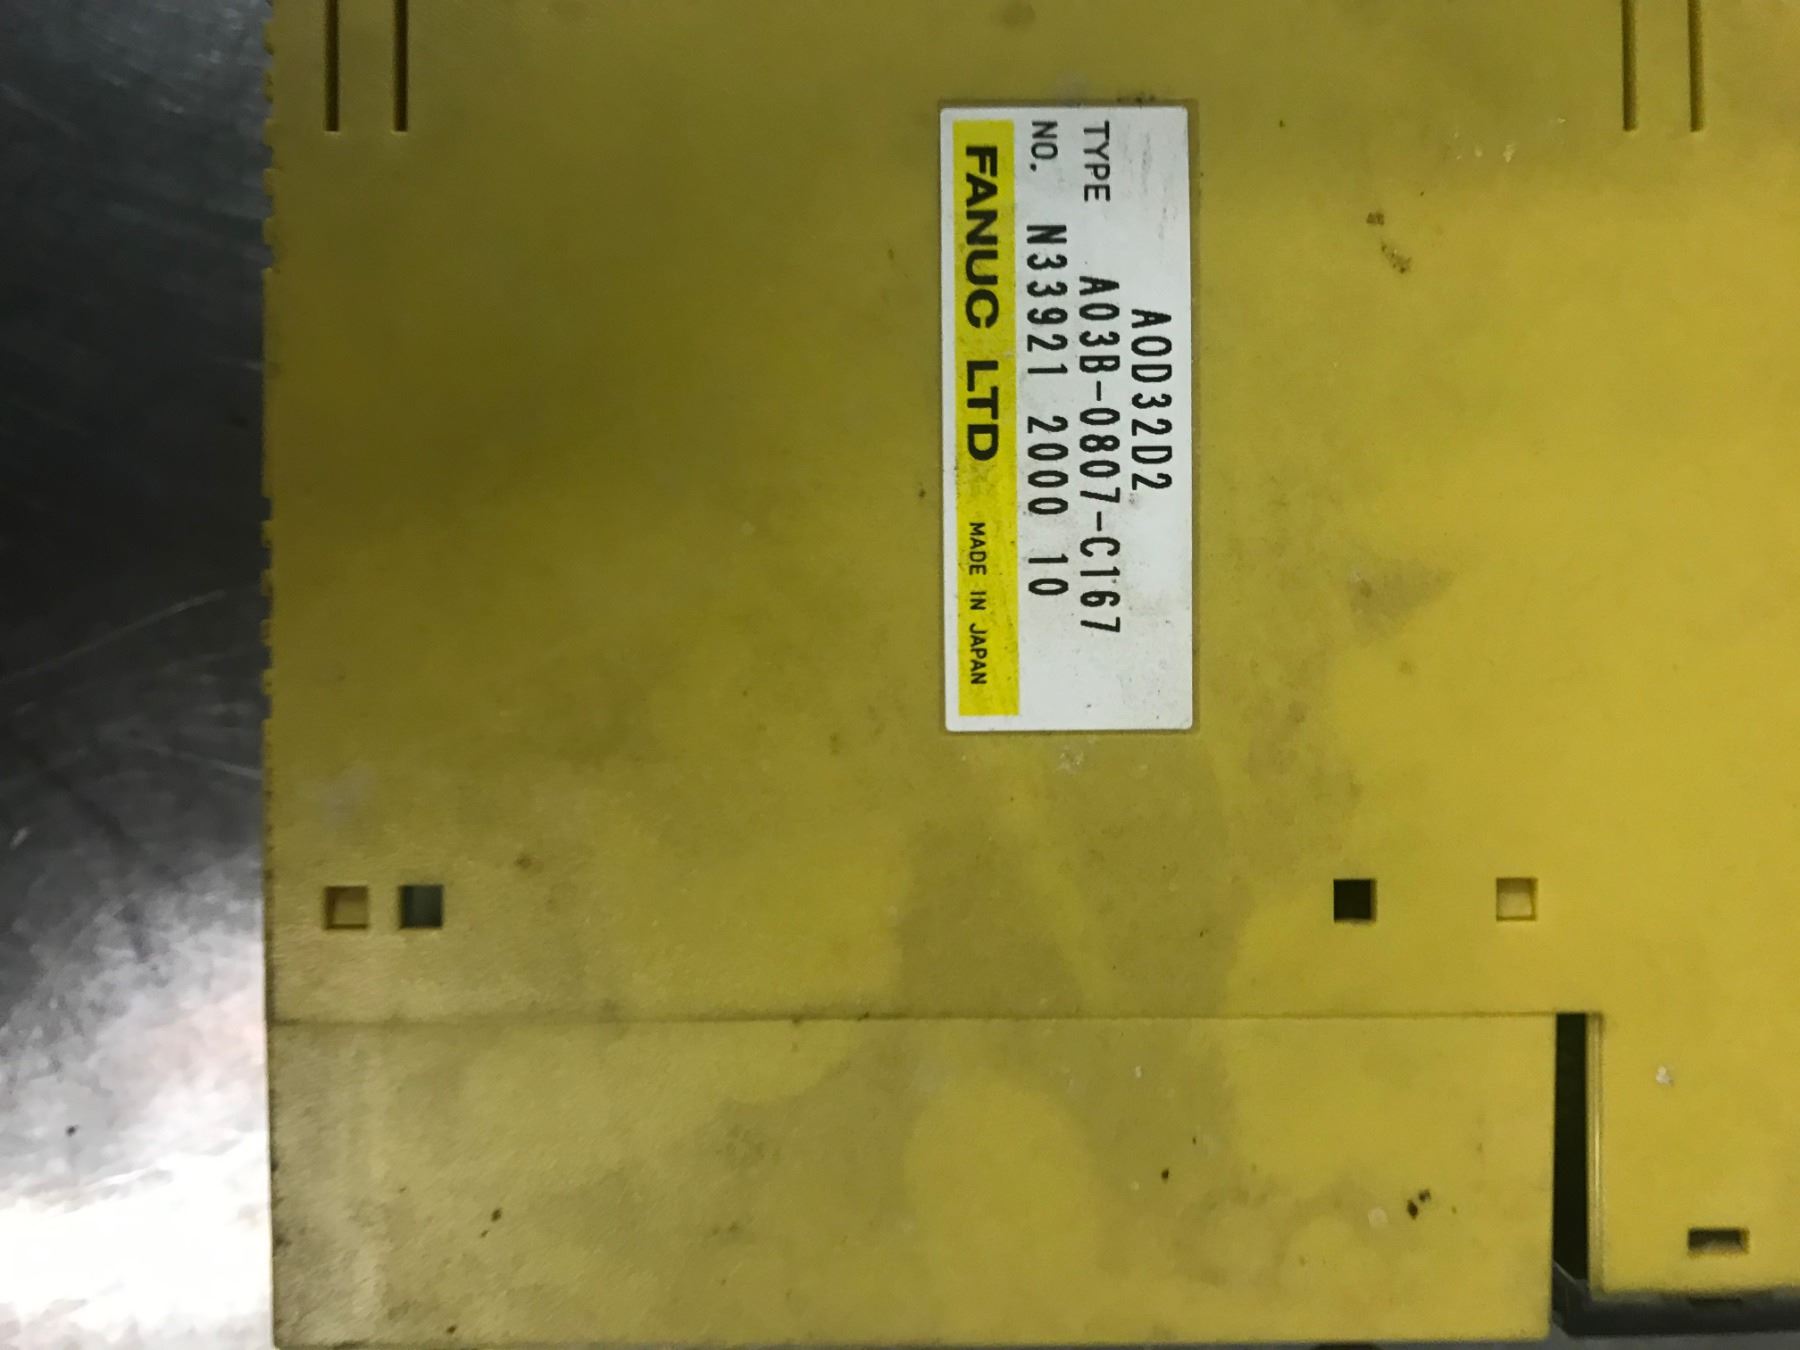 AOD32D2
TYPE A03B-0807-C167
NO. N33921 2000 10
FANUC LTD MADE IN JAPAN